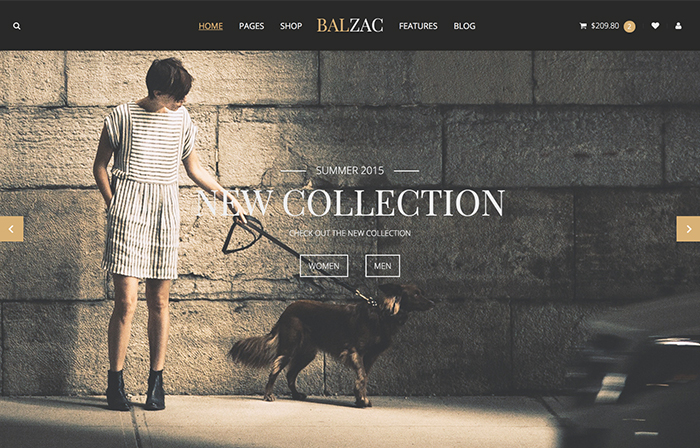 HOME PAGES SHOP BALZAC FEATURES BLOG $209.80 2
SUMMER 2015
NEW COLLECTION
CHECK OUT THE NEW COLLECTION
WOMEN MEN